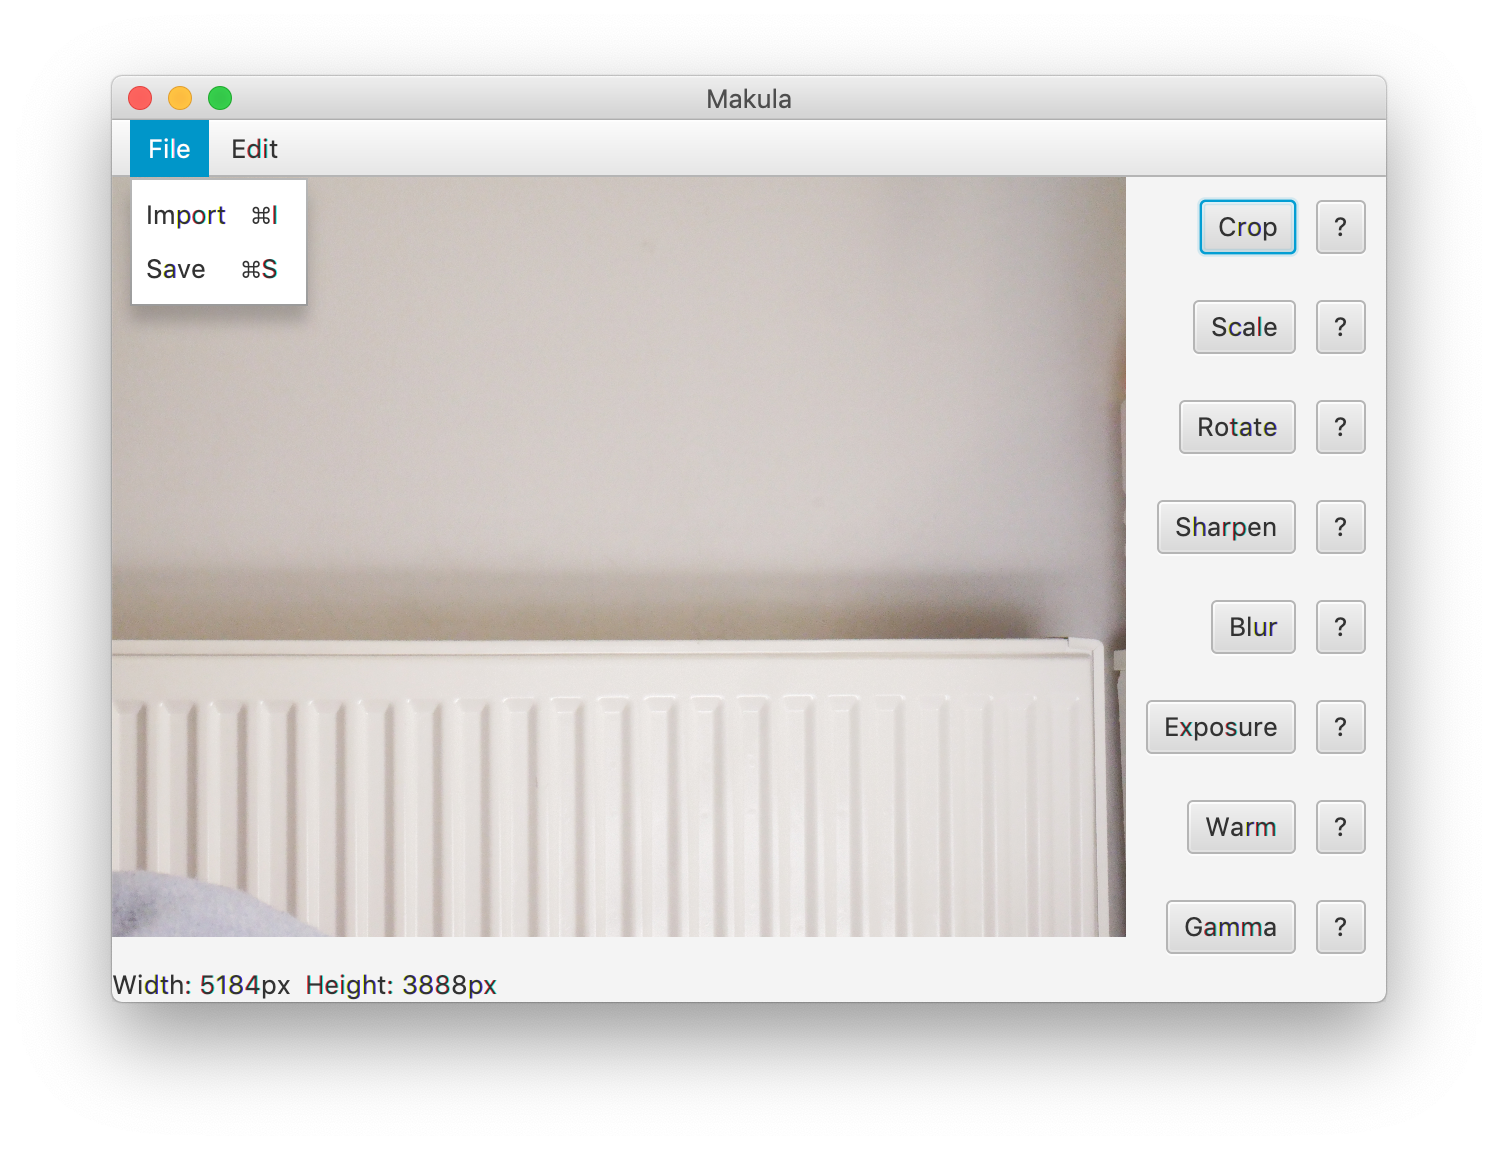 Makula
File Edit
Import ⌘I
Save ⌘S
Crop ?
Scale ?
Rotate ?
Sharpen ?
Blur ?
Exposure ?
Warm ?
Gamma ?
Width: 5184px Height: 3888px